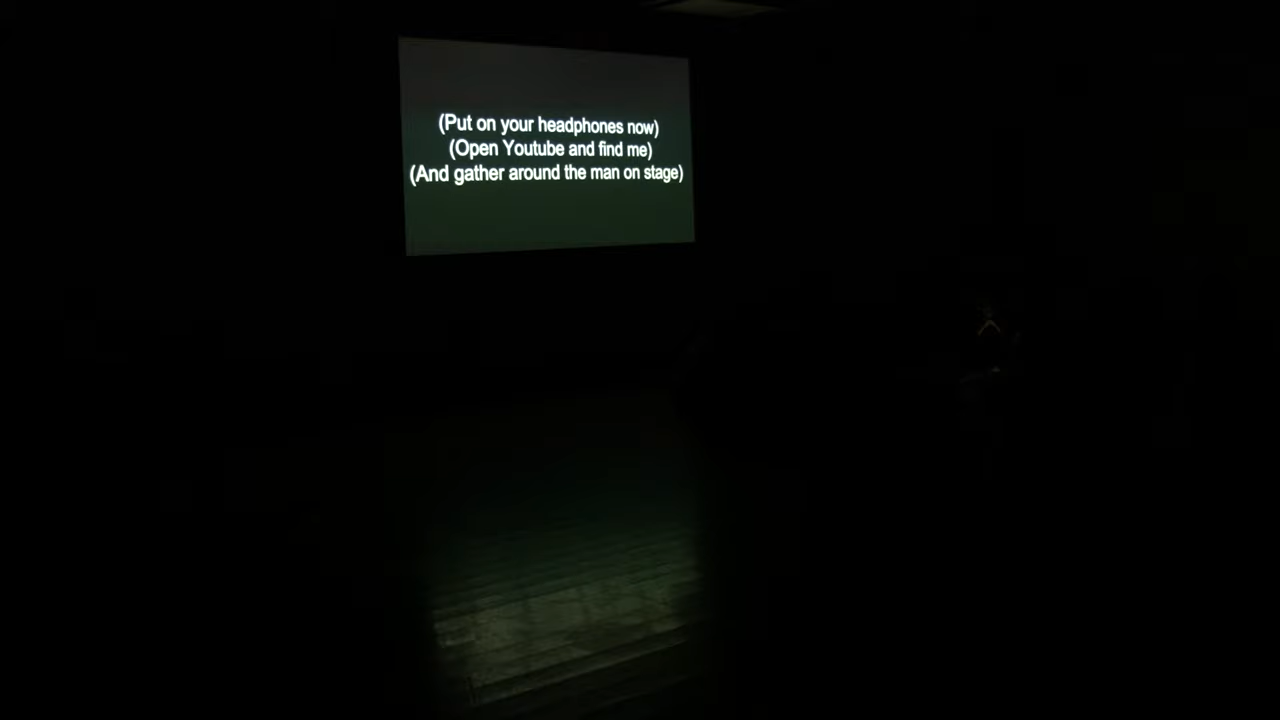 (Put on your headphones now)
(Open Youtube and find me)
(And gather around the man on stage)